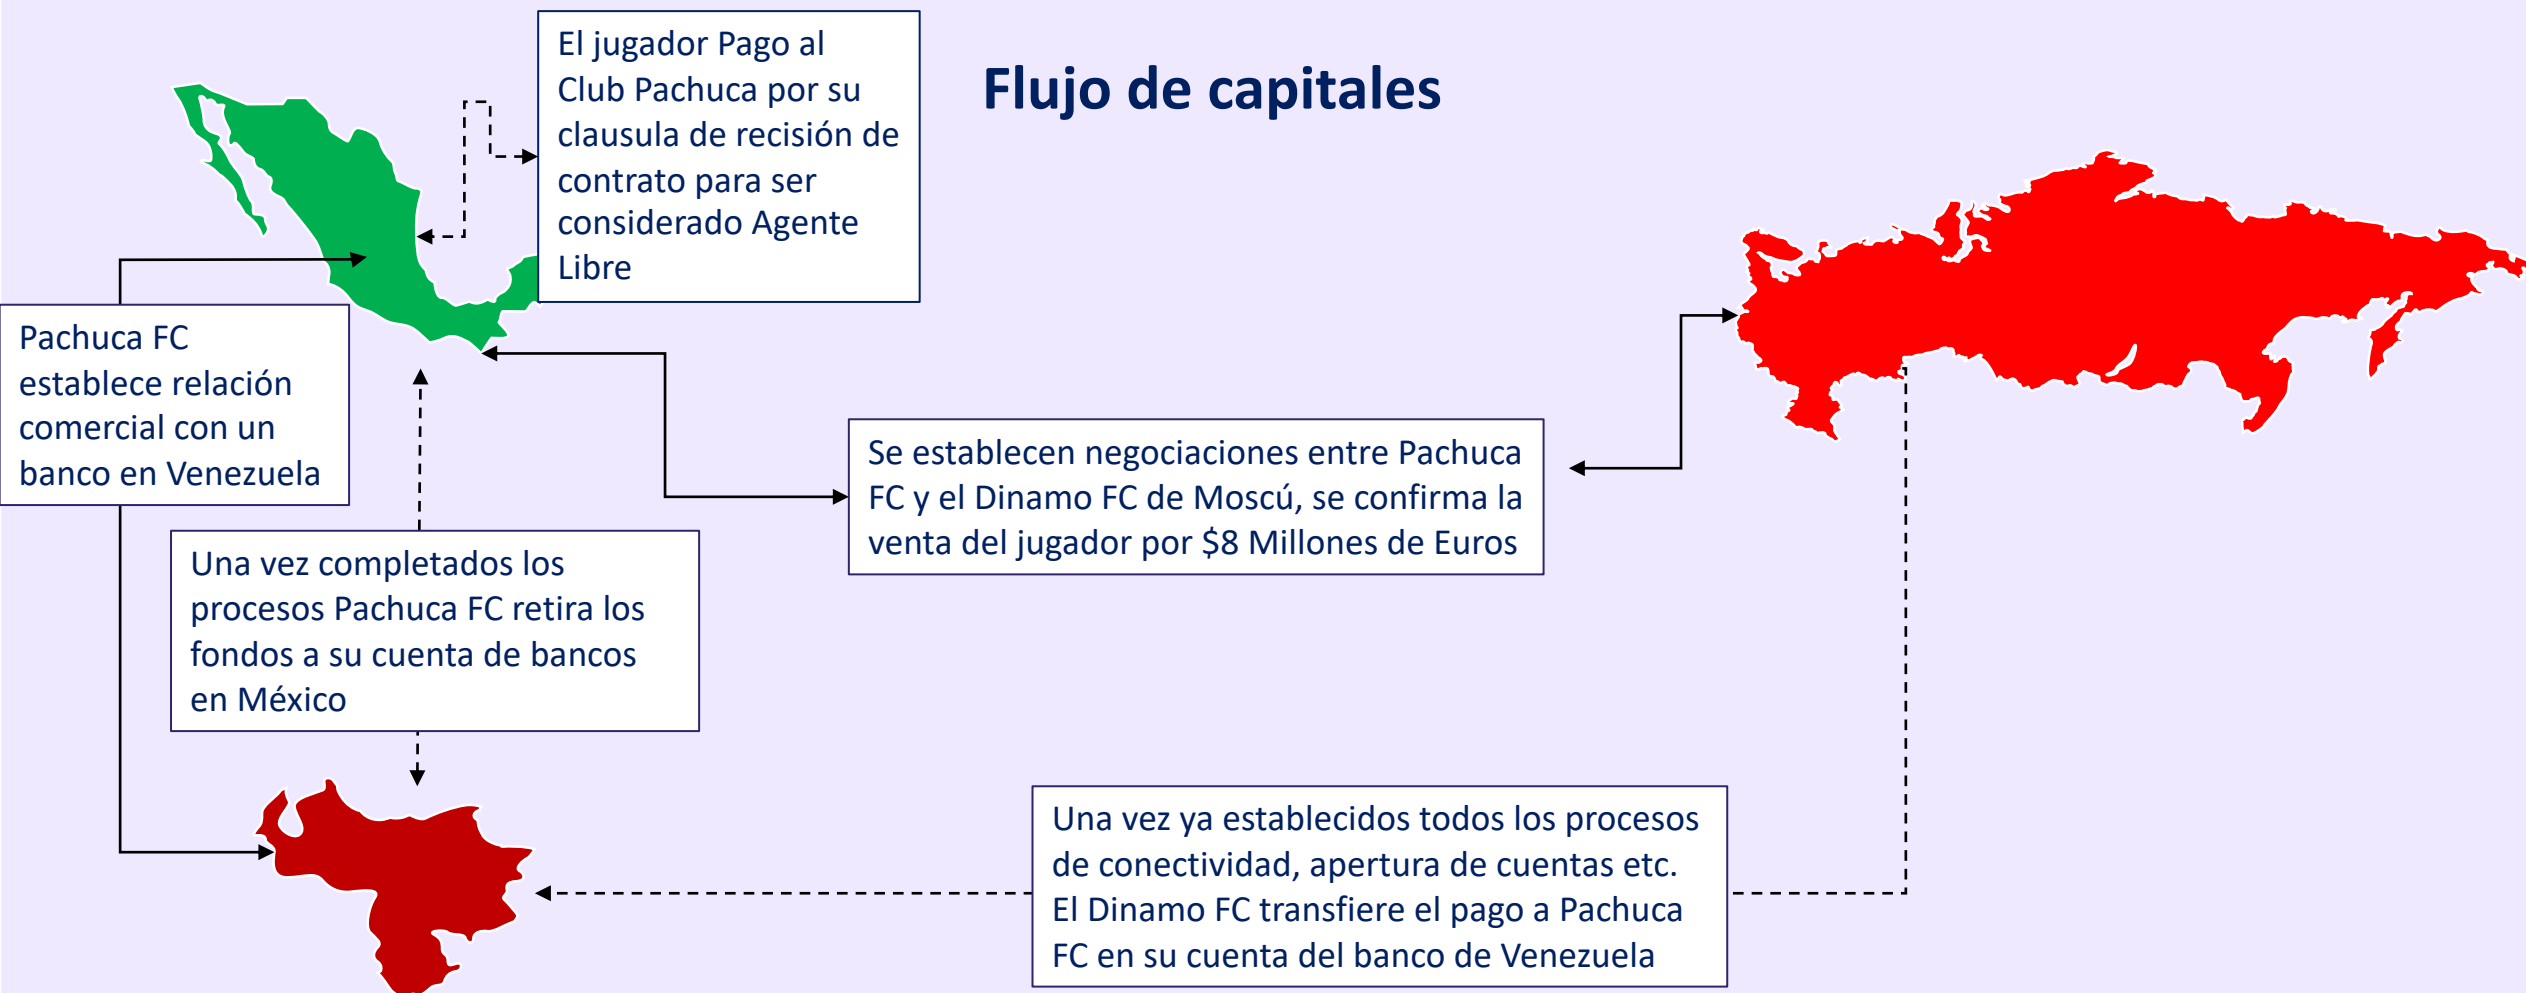 Flujo de capitales
El jugador Pago al
Club Pachuca por su
clausula de recisión de
contrato para ser
considerado Agente
Libre
Pachuca FC
establece relación
comercial con un
banco en Venezuela
Se establecen negociaciones entre Pachuca
FC y el Dinamo FC de Moscú, se confirma la
venta del jugador por $8 Millones de Euros
Una vez completados los
procesos Pachuca FC retira los
fondos a su cuenta de bancos
en México
Una vez ya establecidos todos los procesos
de conectividad, apertura de cuentas etc.
El Dinamo FC transfiere el pago a Pachuca
FC en su cuenta del banco de Venezuela